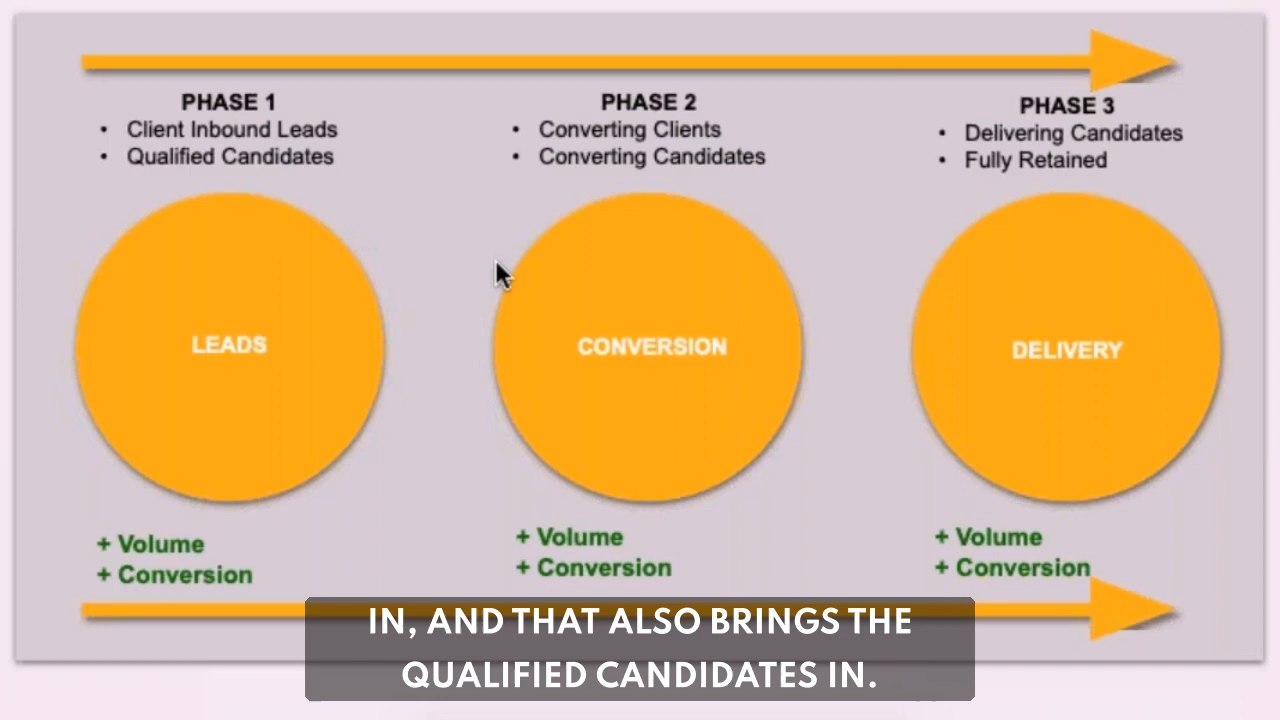 PHASE 1
• Client Inbound Leads
• Qualified Candidates
LEADS
+ Volume
+ Conversion
PHASE 2
• Converting Clients
• Converting Candidates
CONVERSION
+ Volume
+ Conversion
PHASE 3
• Delivering Candidates
• Fully Retained
DELIVERY
+ Volume
+ Conversion
IN, AND THAT ALSO BRINGS THE
QUALIFIED CANDIDATES IN.